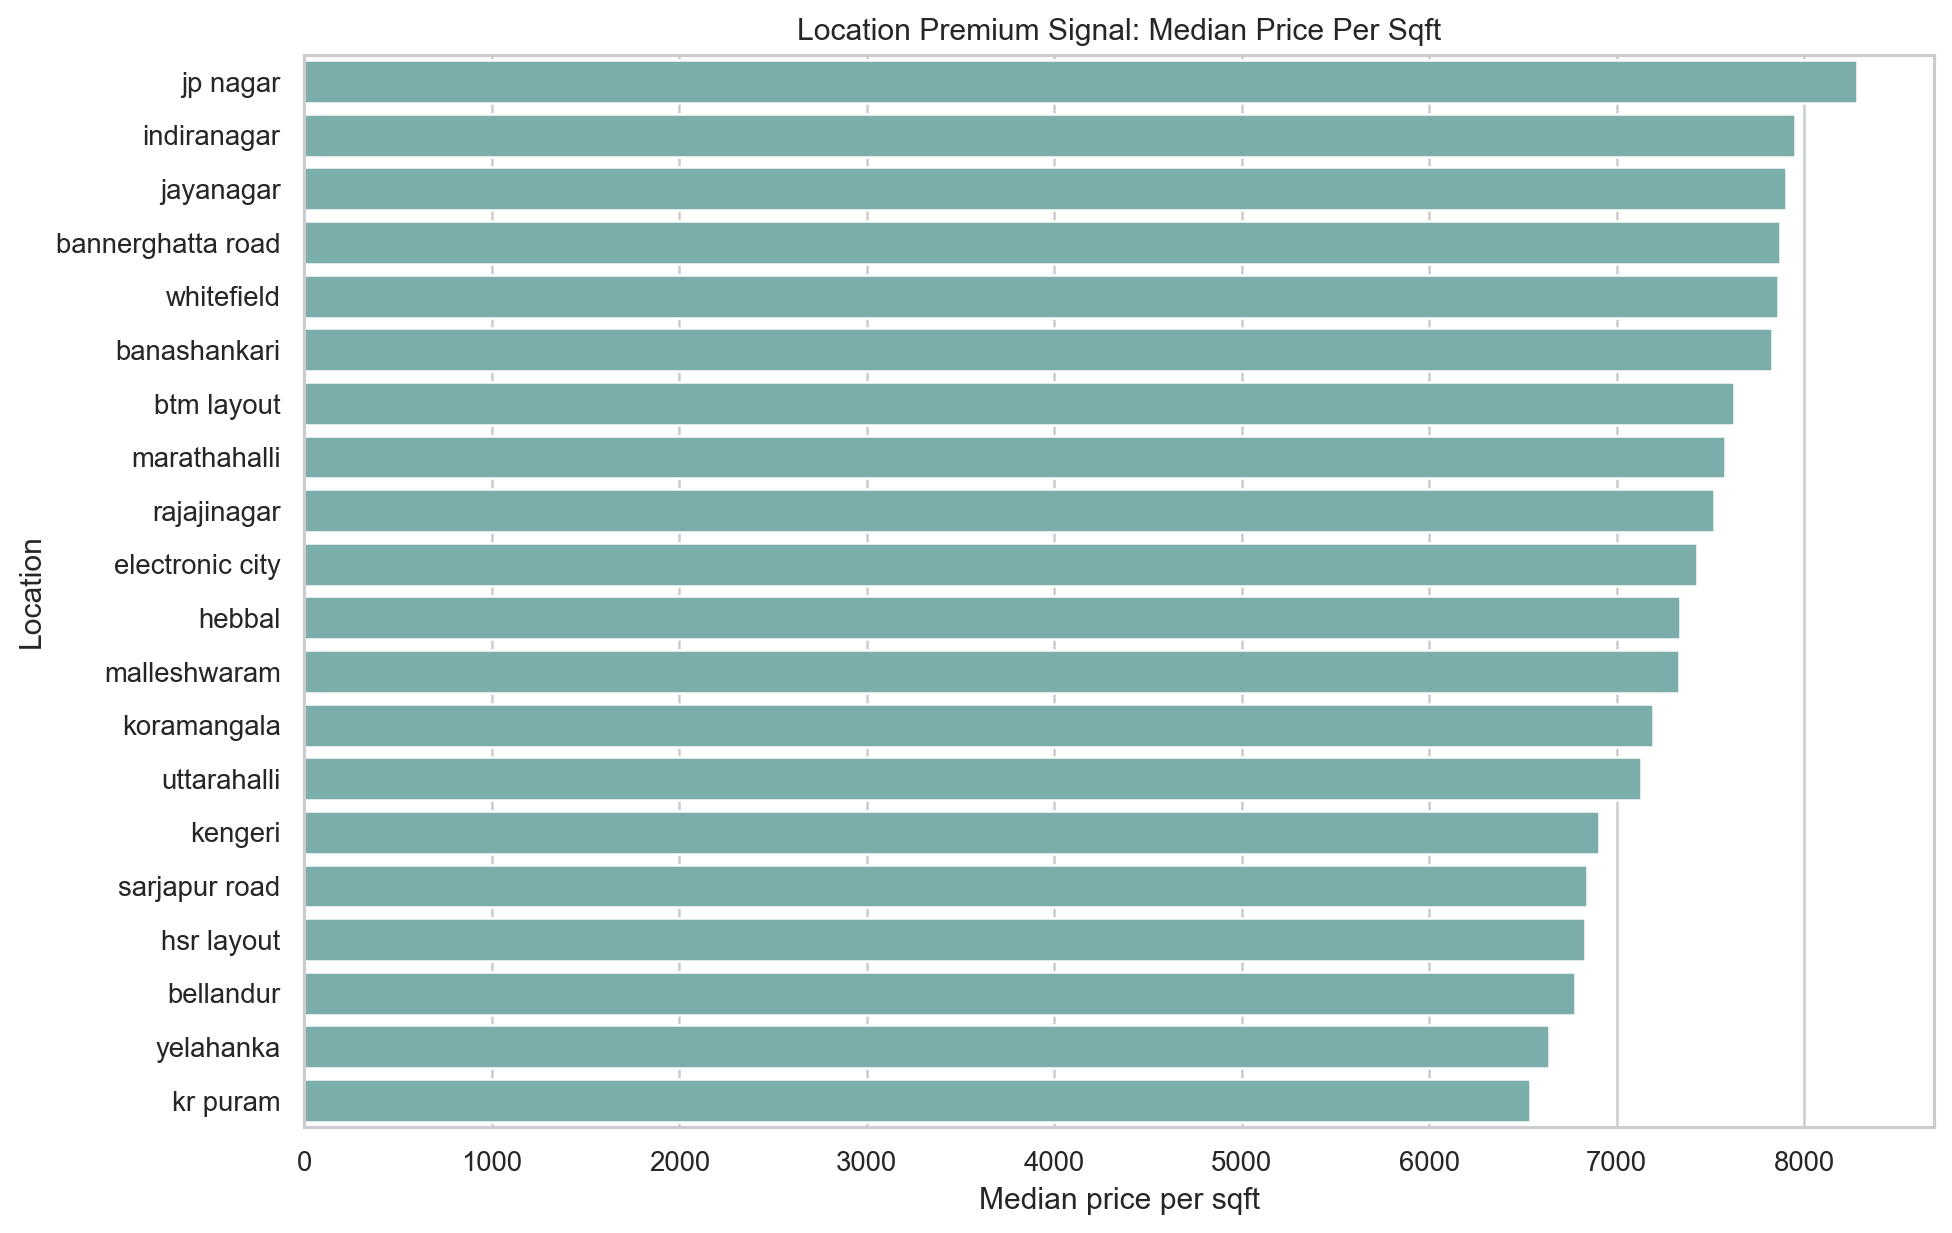 Location Premium Signal: Median Price Per Sqft
Location
jp nagar
indiranagar
jayanagar
bannerghatta road
whitefield
banashankari
btm layout
marathahalli
rajajinagar
electronic city
hebbal
malleshwaram
koramangala
uttarahalli
kengeri
sarjapur road
hsr layout
bellandur
yelahanka
kr puram
0 1000 2000 3000 4000 5000 6000 7000 8000
Median price per sqft